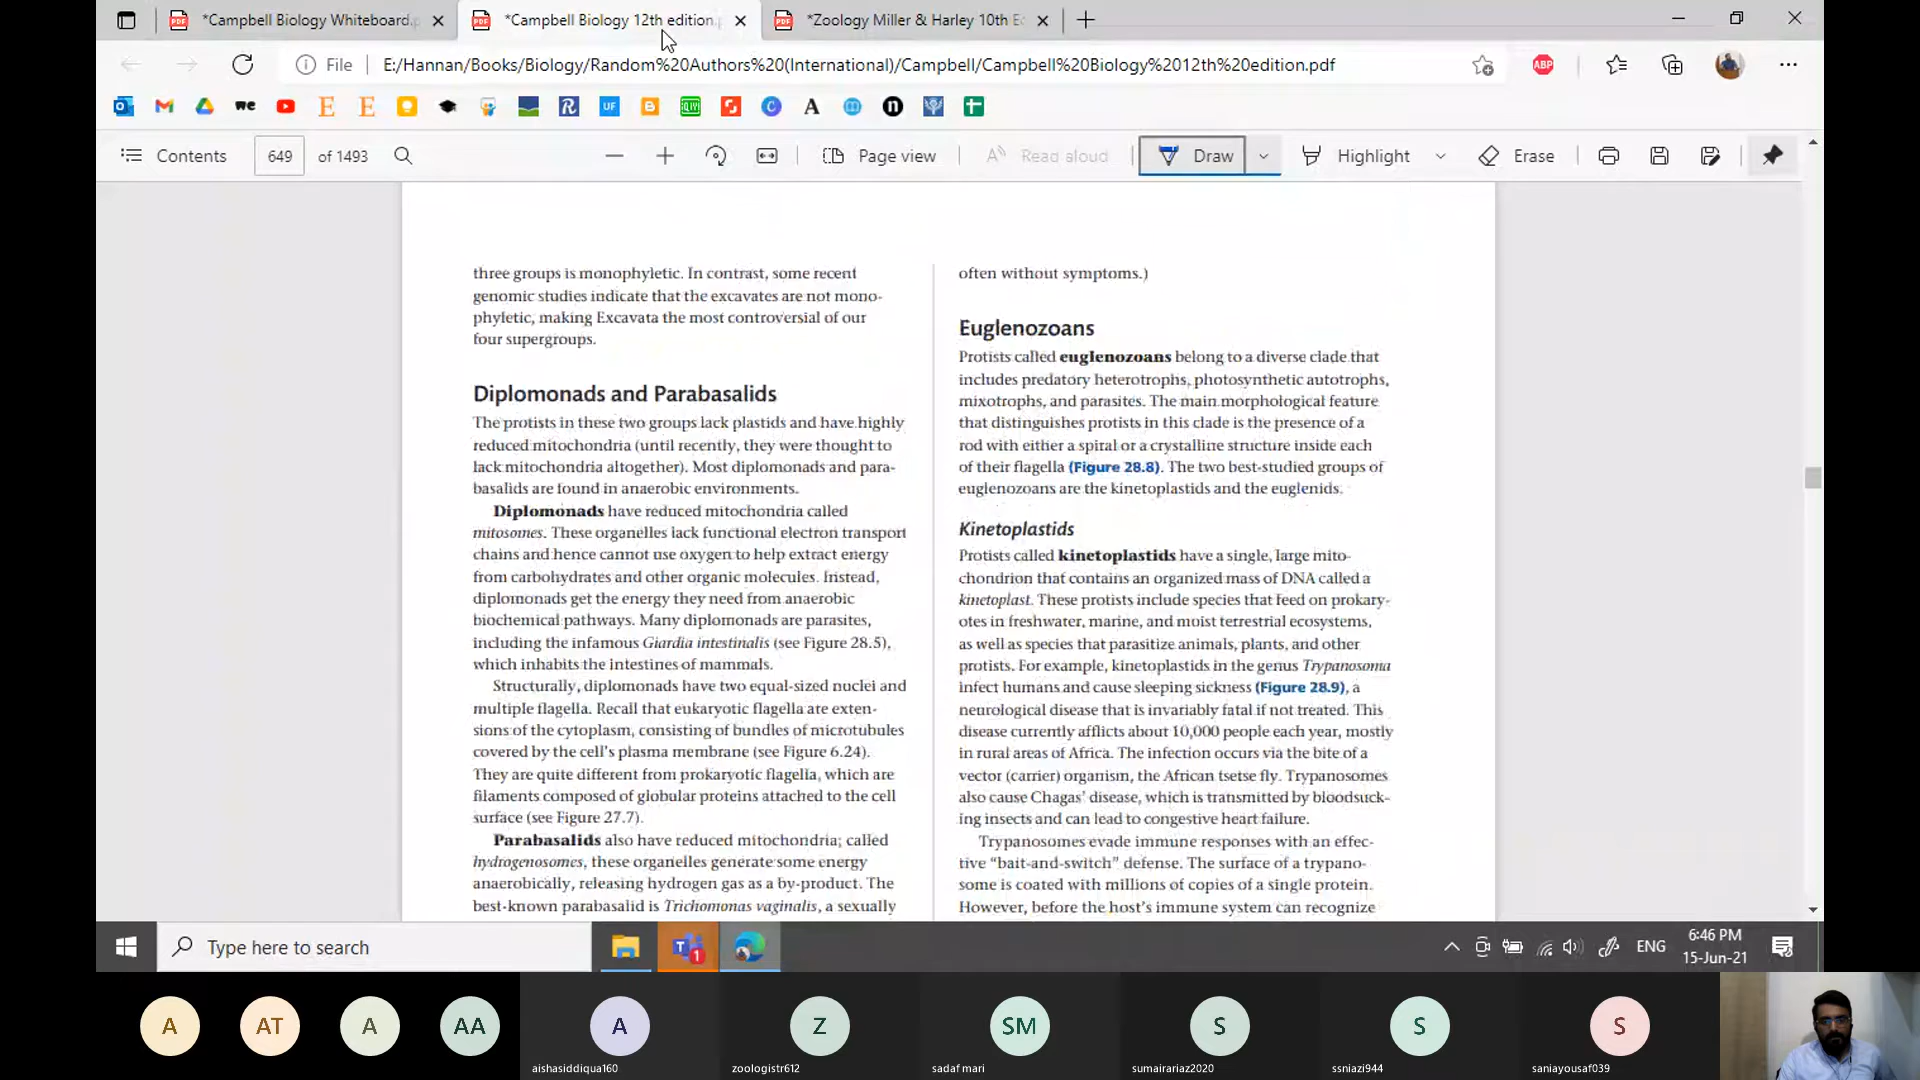 *Campbell Biology Whiteboard.p
*Campbell Biology 12th edition.
*Zoology Miller & Harley 10th E
File
E:/Hannan/Books/Biology/Random%20Authors%20(International)/Campbell/Campbell%20Biology%2012th%20edition.pdf
ABP
Contents
649
of 1493
Page view
Read aloud
Draw
Highlight
Erase
three groups is monophyletic. In contrast, some recent
genomic studies indicate that the excavates are not mono-
phyletic, making Excavata the most controversial of our
four supergroups.
Diplomonads and Parabasalids
The protists in these two groups lack plastids and have highly
reduced mitochondria (until recently, they were thought to
lack mitochondria altogether). Most diplomonads and para-
basalids are found in anaerobic environments.
Diplomonads have reduced mitochondria called
mitosomes. These organelles lack functional electron transport
chains and hence cannot use oxygen to help extract energy
from carbohydrates and other organic molecules. Instead,
diplomonads get the energy they need from anaerobic
biochemical pathways. Many diplomonads are parasites,
including the infamous Giardia intestinalis (see Figure 28.5),
which inhabits the intestines of mammals.
Structurally, diplomonads have two equal-sized nuclei and
multiple flagella. Recall that eukaryotic flagella are exten-
sions of the cytoplasm, consisting of bundles of microtubules
covered by the cell's plasma membrane (see Figure 6.24).
They are quite different from prokaryotic flagella, which are
filaments composed of globular proteins attached to the cell
surface (see Figure 27.7).
Parabasalids also have reduced mitochondria; called
hydrogenosomes, these organelles generate some energy
anaerobically, releasing hydrogen gas as a by-product. The
best-known parabasalid is Trichomonas vaginalis, a sexually
often without symptoms.)
Euglenozoans
Protists called euglenozoans belong to a diverse clade that
includes predatory heterotrophs, photosynthetic autotrophs,
mixotrophs, and parasites. The main morphological feature
that distinguishes protists in this clade is the presence of a
rod with either a spiral or a crystalline structure inside each
of their flagella (Figure 28.8). The two best-studied groups of
euglenozoans are the kinetoplastids and the euglenids.
Kinetoplastids
Protists called kinetoplastids have a single, large mito-
chondrion that contains an organized mass of DNA called a
kinetoplast. These protists include species that feed on prokary-
otes in freshwater, marine, and moist terrestrial ecosystems,
as well as species that parasitize animals, plants, and other
protists. For example, kinetoplastids in the genus Trypanosoma
infect humans and cause sleeping sickness (Figure 28.9), a
neurological disease that is invariably fatal if not treated. This
disease currently afflicts about 10,000 people each year, mostly
in rural areas of Africa. The infection occurs via the bite of a
vector (carrier) organism, the African tsetse fly. Trypanosomes
also cause Chagas' disease, which is transmitted by bloodsuck-
ing insects and can lead to congestive heart failure.
Trypanosomes evade immune responses with an effec-
tive "bait-and-switch" defense. The surface of a trypano-
some is coated with millions of copies of a single protein.
However, before the host's immune system can recognize
Type here to search
1
ENG
6:46 PM
15-Jun-21
A
AT
A
AA
A
Z
SM
S
S
S
aishasiddiqua160
zoologistr612
sadaf mari
sumairariaz2020
ssniazi944
saniayousaf039